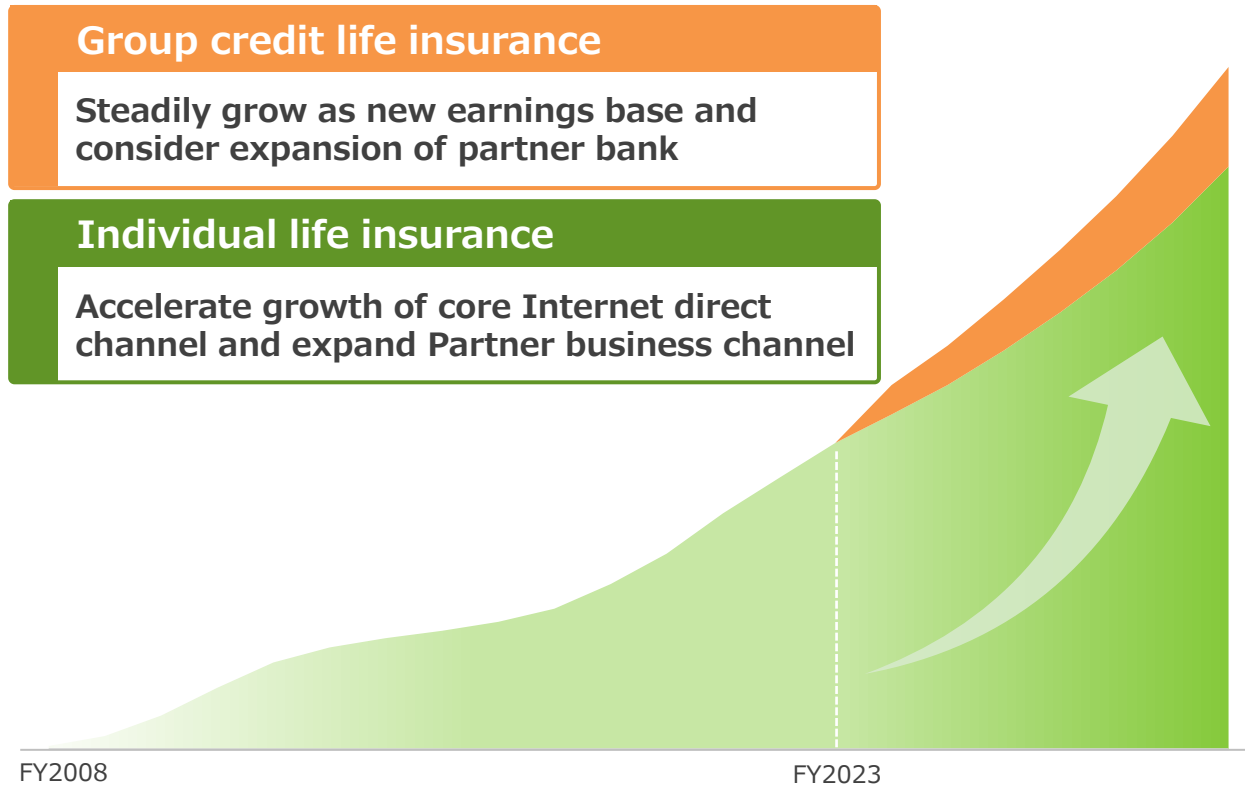 Group credit life insurance
Steadily grow as new earnings base and
consider expansion of partner bank
Individual life insurance
Accelerate growth of core Internet direct
channel and expand Partner business channel
FY2008
FY2023